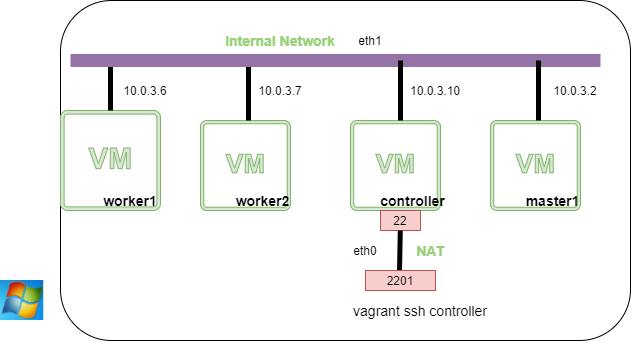 Internal Network eth1
10.0.3.6 10.0.3.7 10.0.3.10 10.0.3.2
VM VM VM VM
worker1 worker2 controller master1
22
eth0 NAT
2201
vagrant ssh controller